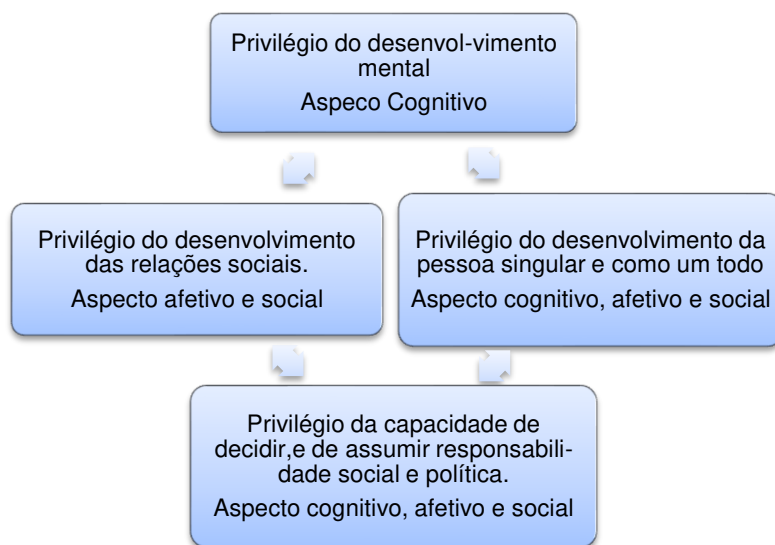 Privilégio do desenvol-vimento
mental
Aspeco Cognitivo
Privilégio do desenvolvimento
das relações sociais.
Aspecto afetivo e social
Privilégio do desenvolvimento da
pessoa singular e como um todo
Aspecto cognitivo, afetivo e social
Privilégio da capacidade de
decidir,e de assumir responsabili-
dade social e política.
Aspecto cognitivo, afetivo e social